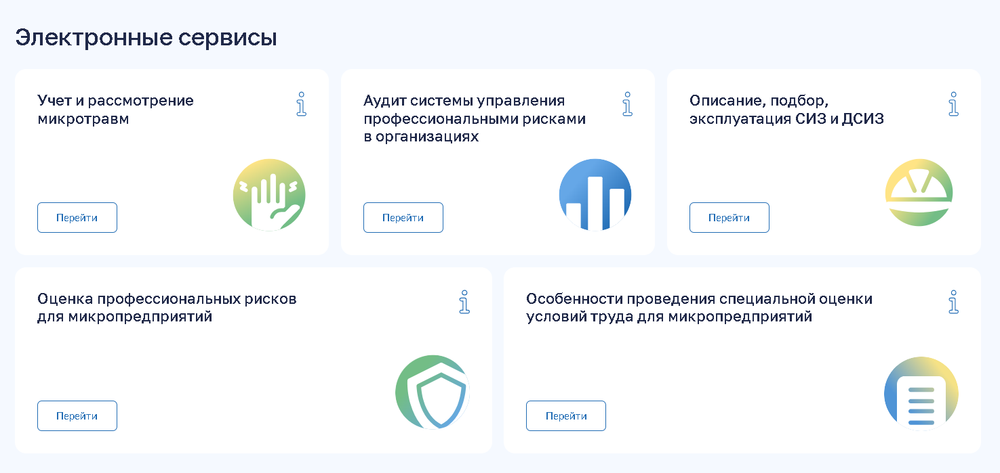 Электронные сервисы
Учет и рассмотрение
микротравм
Перейти
Аудит системы управления
профессиональными рисками
в организациях
Перейти
Описание, подбор,
эксплуатация СИЗ и ДСИЗ
Перейти
Оценка профессиональных рисков
для микропредприятий
Перейти
Особенности проведения специальной оценки
условий труда для микропредприятий
Перейти